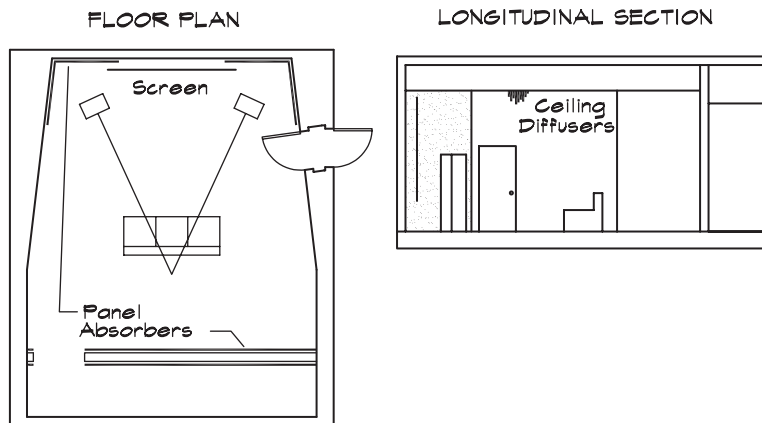 FLOOR PLAN
LONGITUDINAL SECTION
Screen
Ceiling
Diffusers
Panel
Absorbers